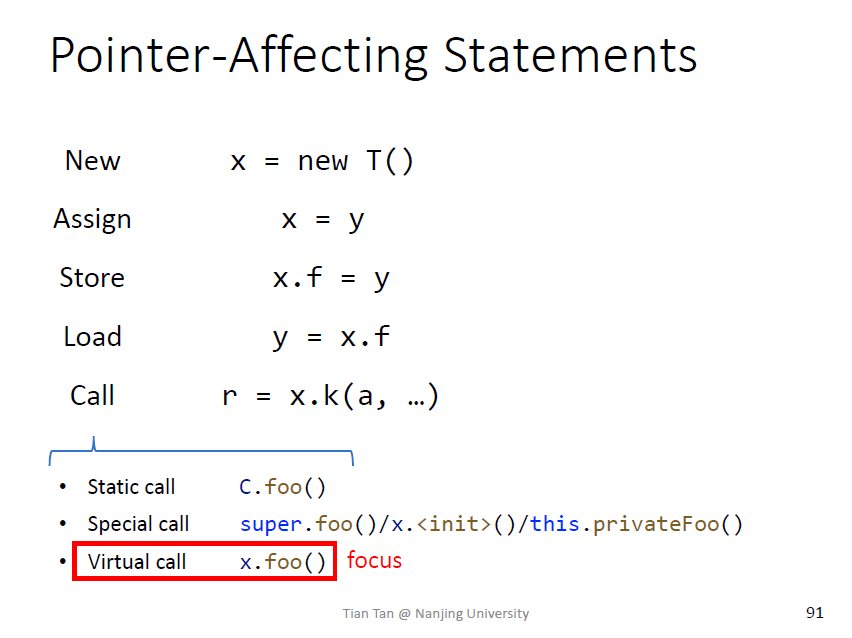 Pointer-Affecting Statements
New x = new T()
Assign x = y
Store x.f = y
Load y = x.f
Call r = x.k(a, …)
• Static call C.foo()
• Special call super.foo()/x.<init>()/this.privateFoo()
• Virtual call x.foo() focus
Tian Tan @ Nanjing University 91